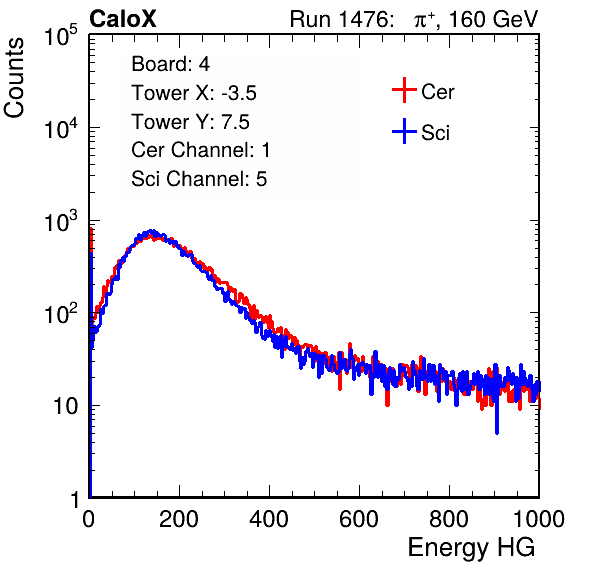 CaloX Run 1476: π⁺, 160 GeV
Counts
10⁵
10⁴
10³
10²
10
1
Board: 4
Tower X: -3.5
Tower Y: 7.5
Cer Channel: 1
Sci Channel: 5
Cer
Sci
0 200 400 600 800 1000
Energy HG